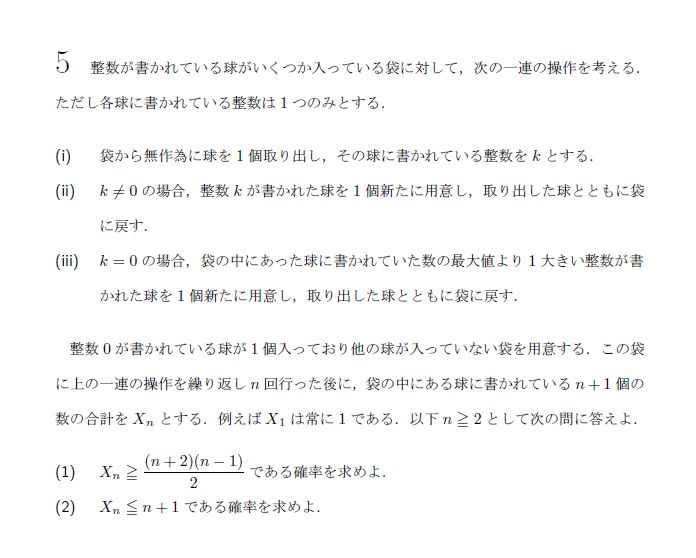 5 整数が書かれている球がいくつか入っている袋に対して，次の一連の操作を考える．
ただし各球に書かれている整数は 1 つのみとする．
(i) 袋から無作為に球を 1 個取り出し，その球に書かれている整数を k とする．
(ii) k ≠ 0 の場合，整数 k が書かれた球を 1 個新たに用意し，取り出した球とともに袋
に戻す．
(iii) k = 0 の場合，袋の中にあった球に書かれていた数の最大値より 1 大きい整数が書
かれた球を 1 個新たに用意し，取り出した球とともに袋に戻す．
整数 0 が書かれている球が 1 個入っており他の球が入っていない袋を用意する．この袋
に上の一連の操作を繰り返し n 回行った後に，袋の中にある球に書かれている n + 1 個の
数の合計を Xₙ とする．例えば X₁ は常に 1 である．以下 n ≧ 2 として次の問に答えよ．
(1) Xₙ ≧ (n + 2)(n − 1)/2 である確率を求めよ．
(2) Xₙ ≦ n + 1 である確率を求めよ．